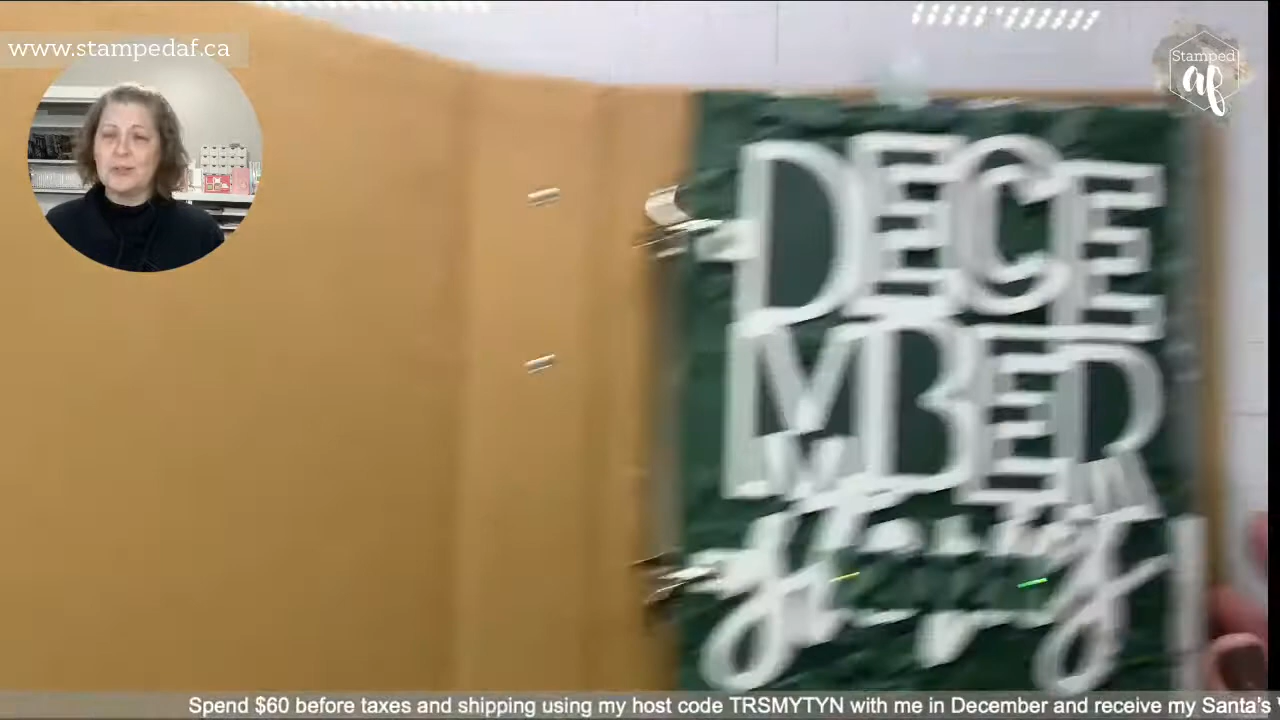 www.stampedaf.ca
Stamped
af
DECE
MBER
Spend $60 before taxes and shipping using my host code TRSMYTYN with me in December and receive my Santa's